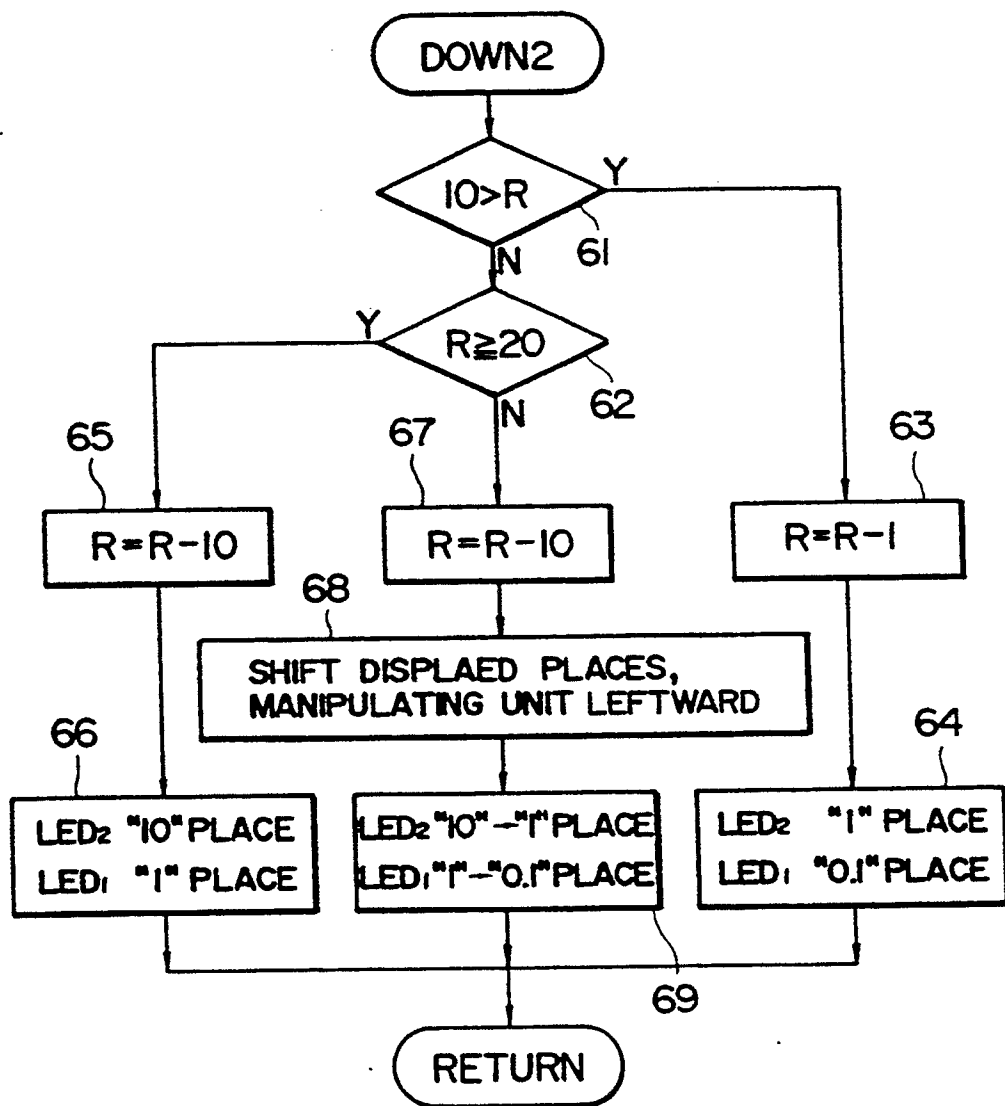 DOWN2
10>R
Y
61
N
Y
R≧20
62
N
65
67
63
R=R-10
R=R-10
R=R-1
68
SHIFT DISPLAED PLACES,
MANIPULATING UNIT LEFTWARD
66
64
LED2 "10" PLACE
LED1 "1" PLACE
LED2 "10"-"1" PLACE
LED1 "1"-"0.1" PLACE
LED2 "1" PLACE
LED1 "0.1" PLACE
69
RETURN